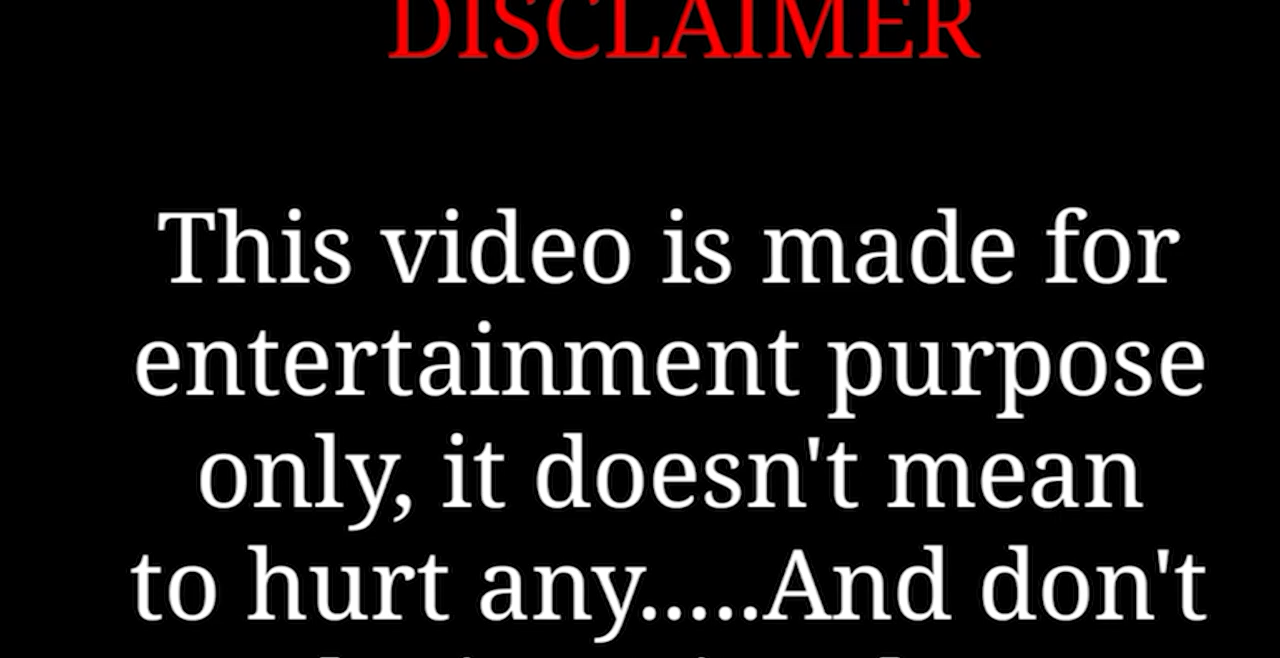 DISCLAIMER
This video is made for
entertainment purpose
only, it doesn't mean
to hurt any.....And don't